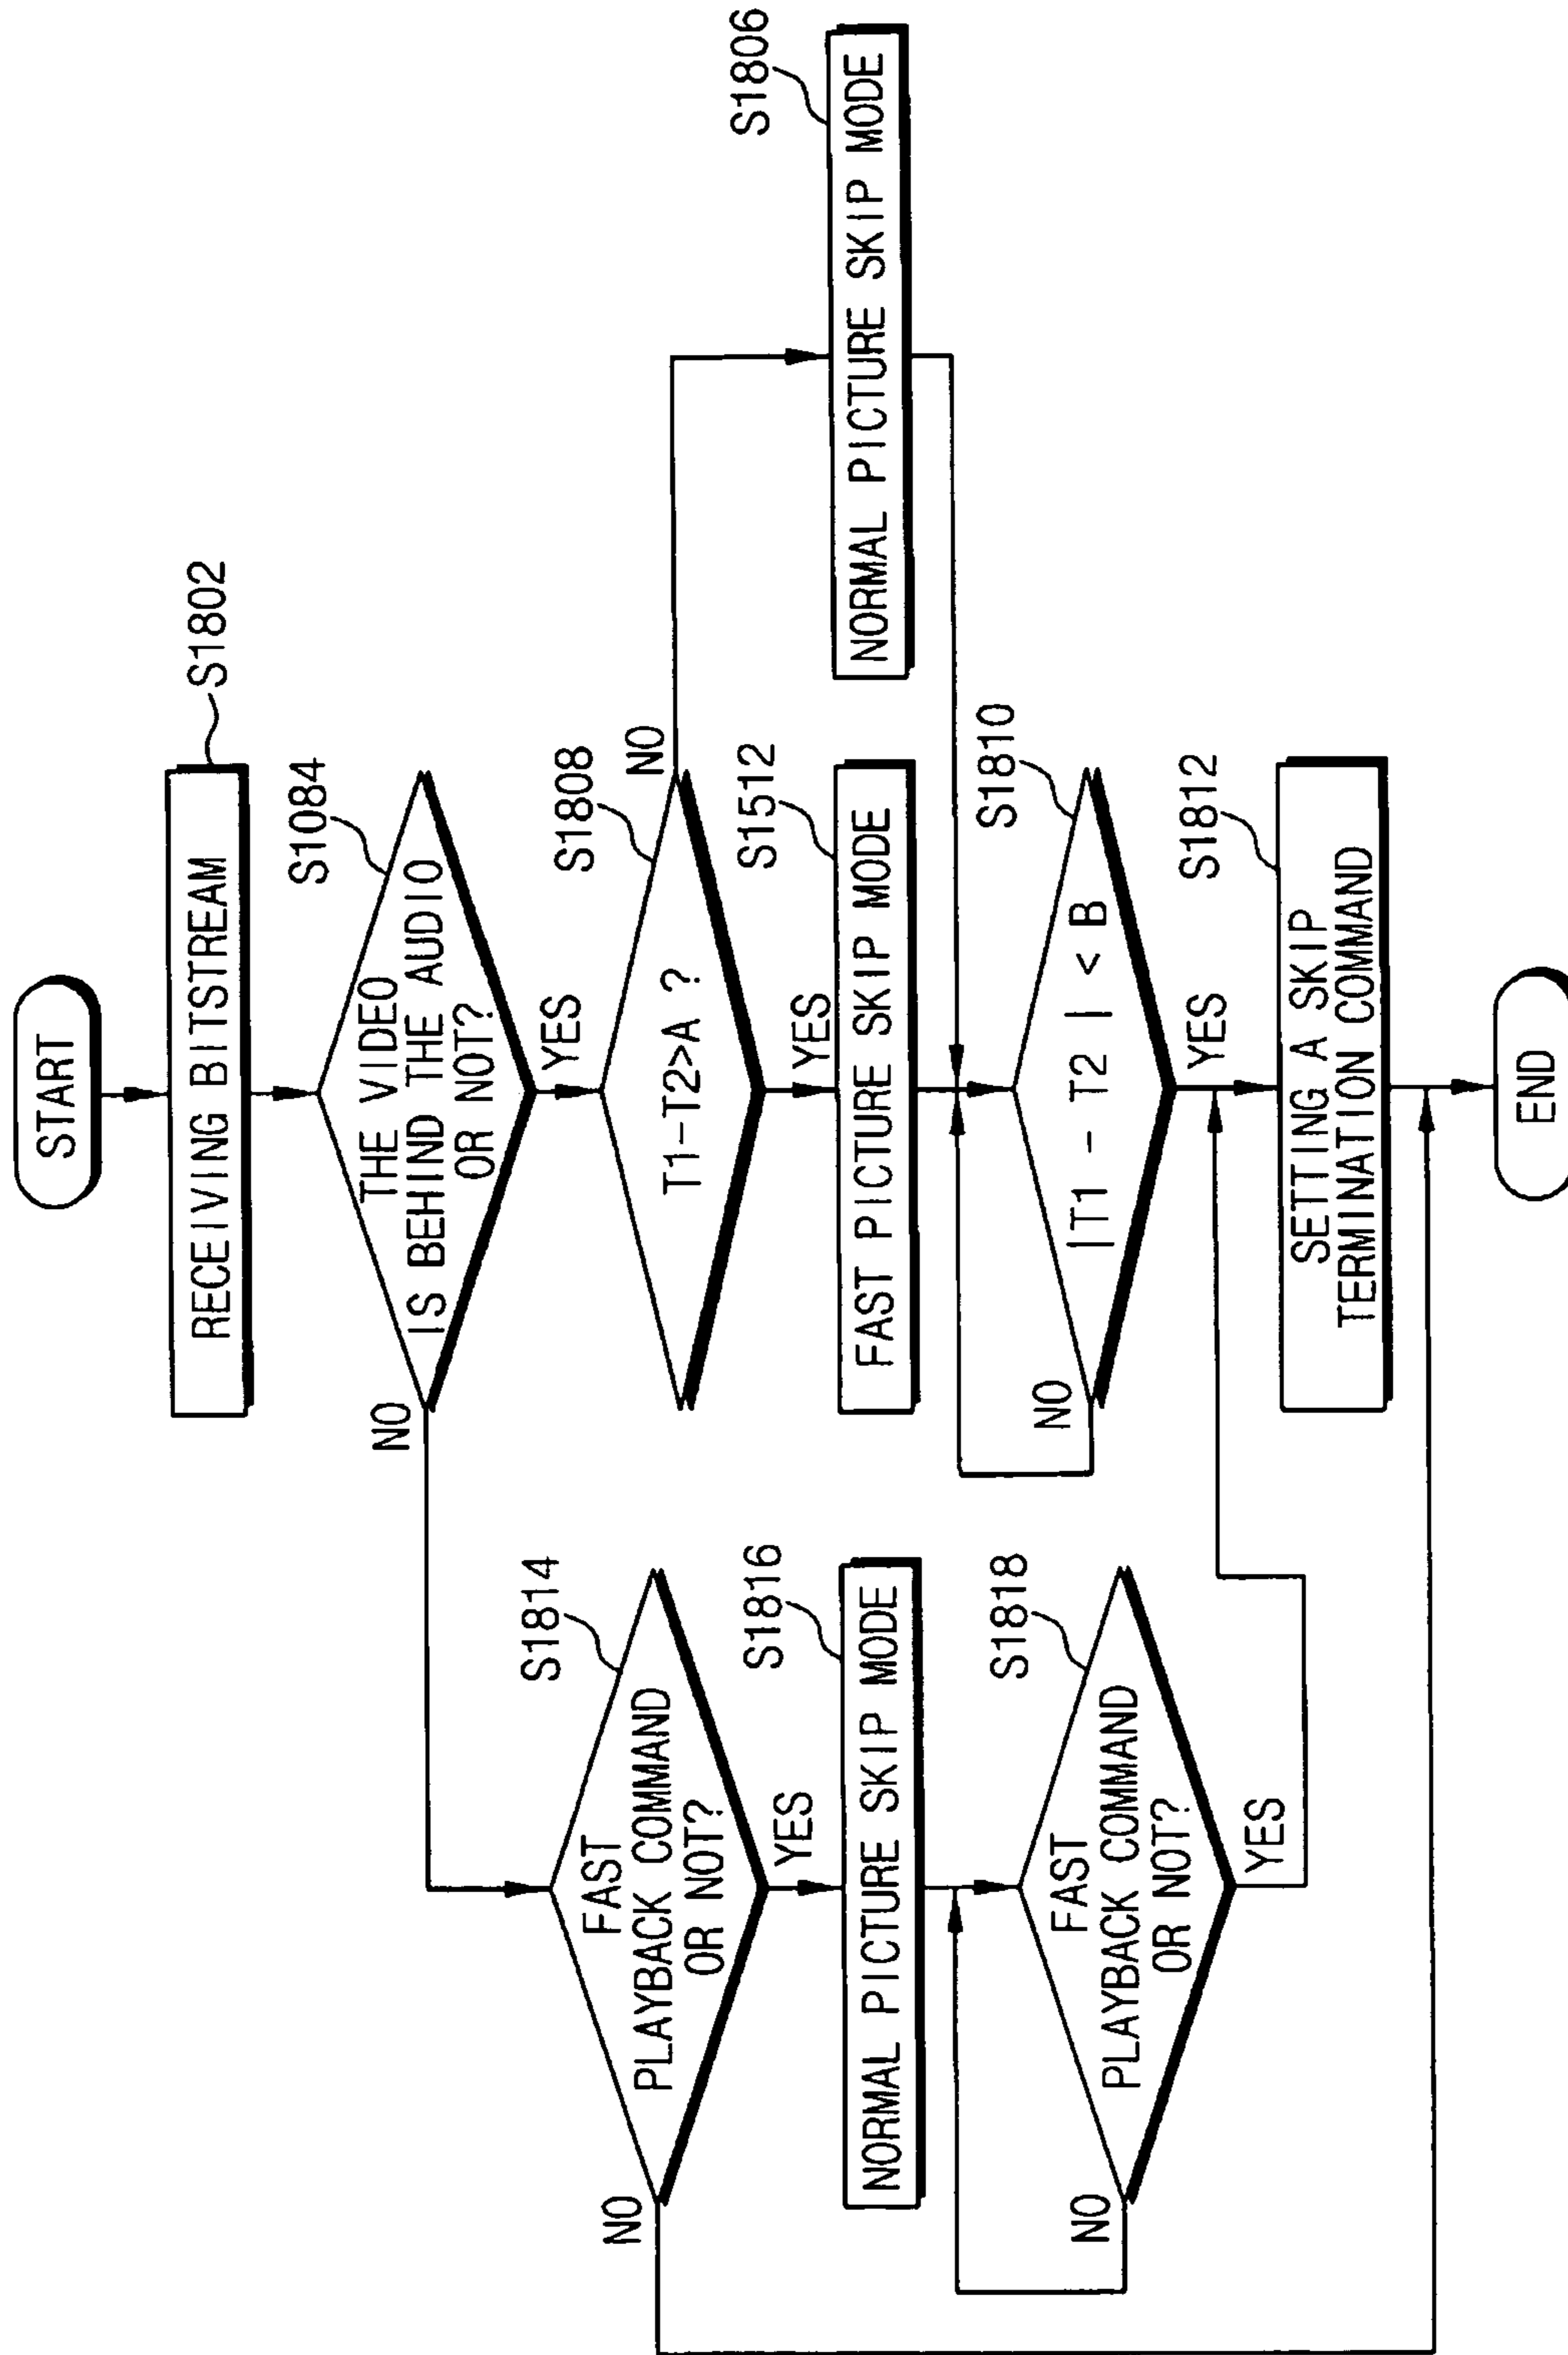 START
RECEIVING BITSTREAM
S1802
THE VIDEO
IS BEHIND THE AUDIO
OR NOT?
S1084
NO
YES
T1-T2>A ?
S1808
NO
YES
FAST PICTURE SKIP MODE
S1512
NORMAL PICTURE SKIP MODE
S1806
|T1 - T2 | < B
S1810
NO
YES
SETTING A SKIP
TERMINATION COMMAND
S1812
END
FAST
PLAYBACK COMMAND
OR NOT?
S1814
NO
YES
NORMAL PICTURE SKIP MODE
S1816
FAST
PLAYBACK COMMAND
OR NOT?
S1818
NO
YES